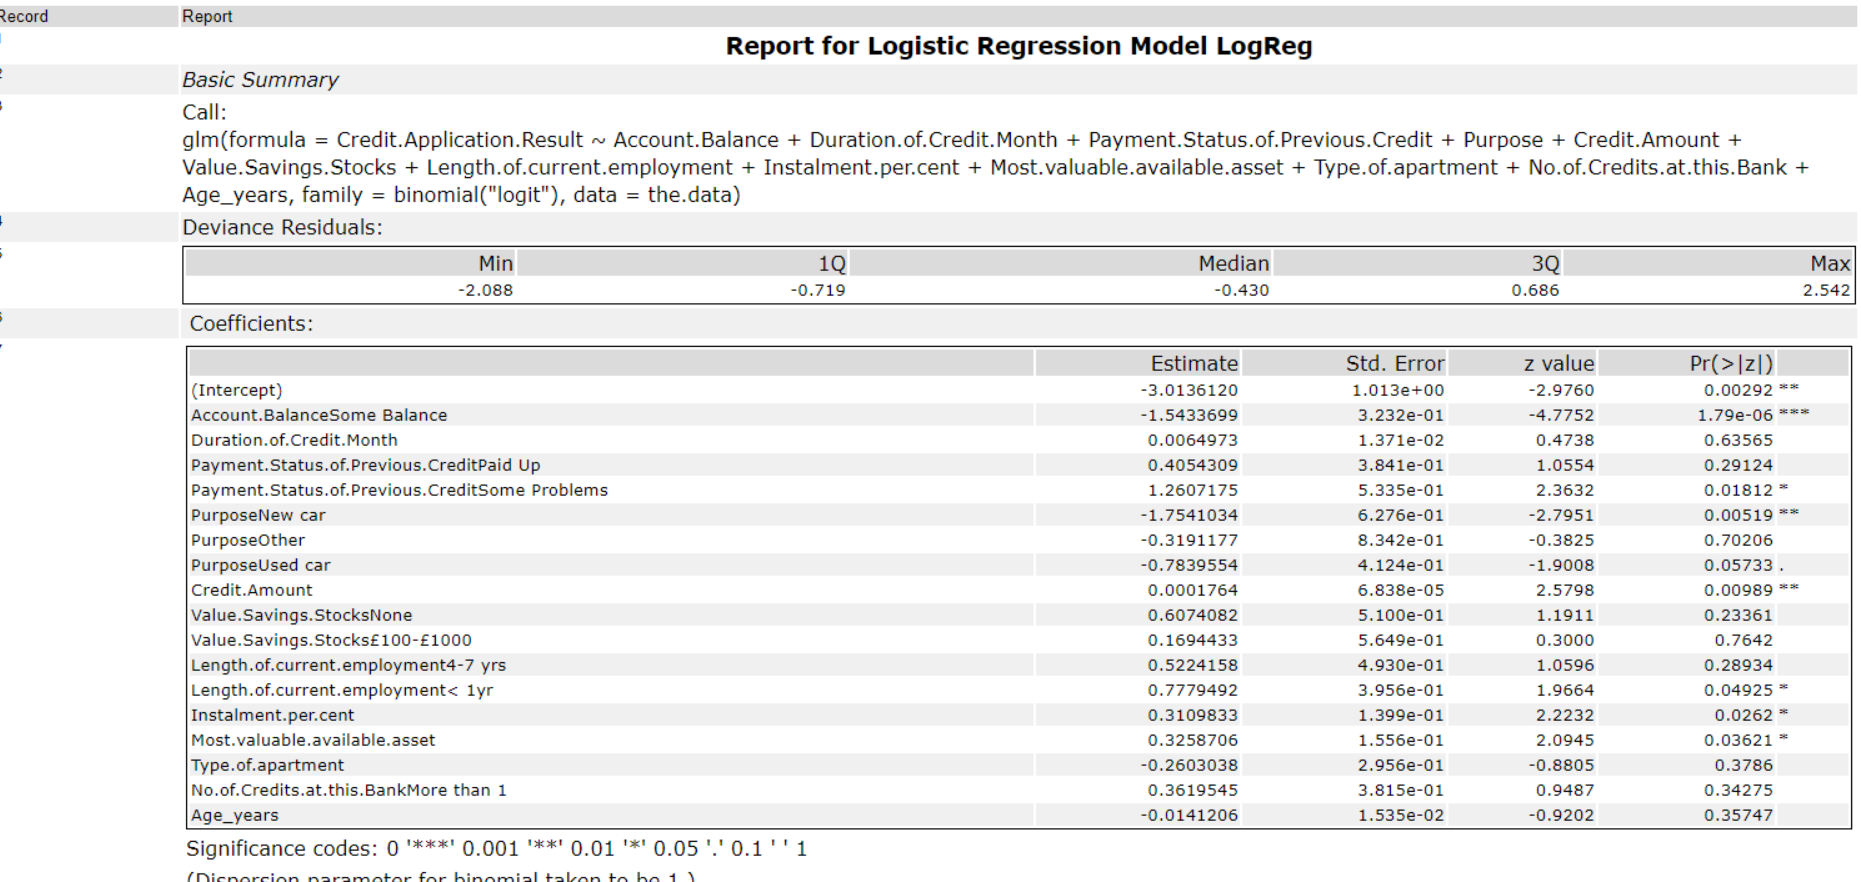 Record Report
Report for Logistic Regression Model LogReg
Basic Summary
Call:
glm(formula = Credit.Application.Result ~ Account.Balance + Duration.of.Credit.Month + Payment.Status.of.Previous.Credit + Purpose + Credit.Amount +
Value.Savings.Stocks + Length.of.current.employment + Instalment.per.cent + Most.valuable.available.asset + Type.of.apartment + No.of.Credits.at.this.Bank +
Age_years, family = binomial("logit"), data = the.data)
Deviance Residuals:
Min 1Q Median 3Q Max
-2.088 -0.719 -0.430 0.686 2.542
Coefficients:
Estimate Std. Error z value Pr(>|z|)
(Intercept) -3.0136120 1.013e+00 -2.9760 0.00292 **
Account.BalanceSome Balance -1.5433699 3.232e-01 -4.7752 1.79e-06 ***
Duration.of.Credit.Month 0.0064973 1.371e-02 0.4738 0.63565
Payment.Status.of.Previous.CreditPaid Up 0.4054309 3.841e-01 1.0554 0.29124
Payment.Status.of.Previous.CreditSome Problems 1.2607175 5.335e-01 2.3632 0.01812 *
PurposeNew car -1.7541034 6.276e-01 -2.7951 0.00519 **
PurposeOther -0.3191177 8.342e-01 -0.3825 0.70206
PurposeUsed car -0.7839554 4.124e-01 -1.9008 0.05733 .
Credit.Amount 0.0001764 6.838e-05 2.5798 0.00989 **
Value.Savings.StocksNone 0.6074082 5.100e-01 1.1911 0.23361
Value.Savings.Stocks£100-£1000 0.1694433 5.649e-01 0.3000 0.7642
Length.of.current.employment4-7 yrs 0.5224158 4.930e-01 1.0596 0.28934
Length.of.current.employment< 1yr 0.7779492 3.956e-01 1.9664 0.04925 *
Instalment.per.cent 0.3109833 1.399e-01 2.2232 0.0262 *
Most.valuable.available.asset 0.3258706 1.556e-01 2.0945 0.03621 *
Type.of.apartment -0.2603038 2.956e-01 -0.8805 0.3786
No.of.Credits.at.this.BankMore than 1 0.3619545 3.815e-01 0.9487 0.34275
Age_years -0.0141206 1.535e-02 -0.9202 0.35747
Significance codes: 0 '***' 0.001 '**' 0.01 '*' 0.05 '.' 0.1 ' ' 1
(Dispersion parameter for binomial taken to be 1 )